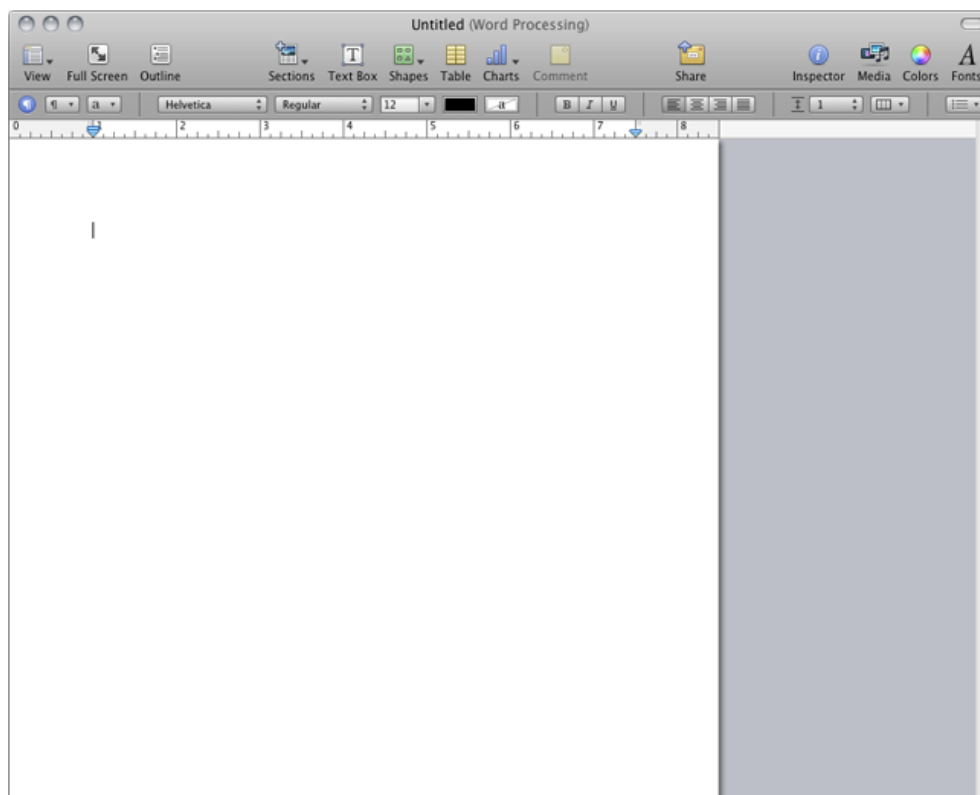 Untitled (Word Processing)
View Full Screen Outline Sections Text Box Shapes Table Charts Comment Share Inspector Media Colors Fonts
¶ a Helvetica Regular 12 a B I U 1
0 1 2 3 4 5 6 7 8